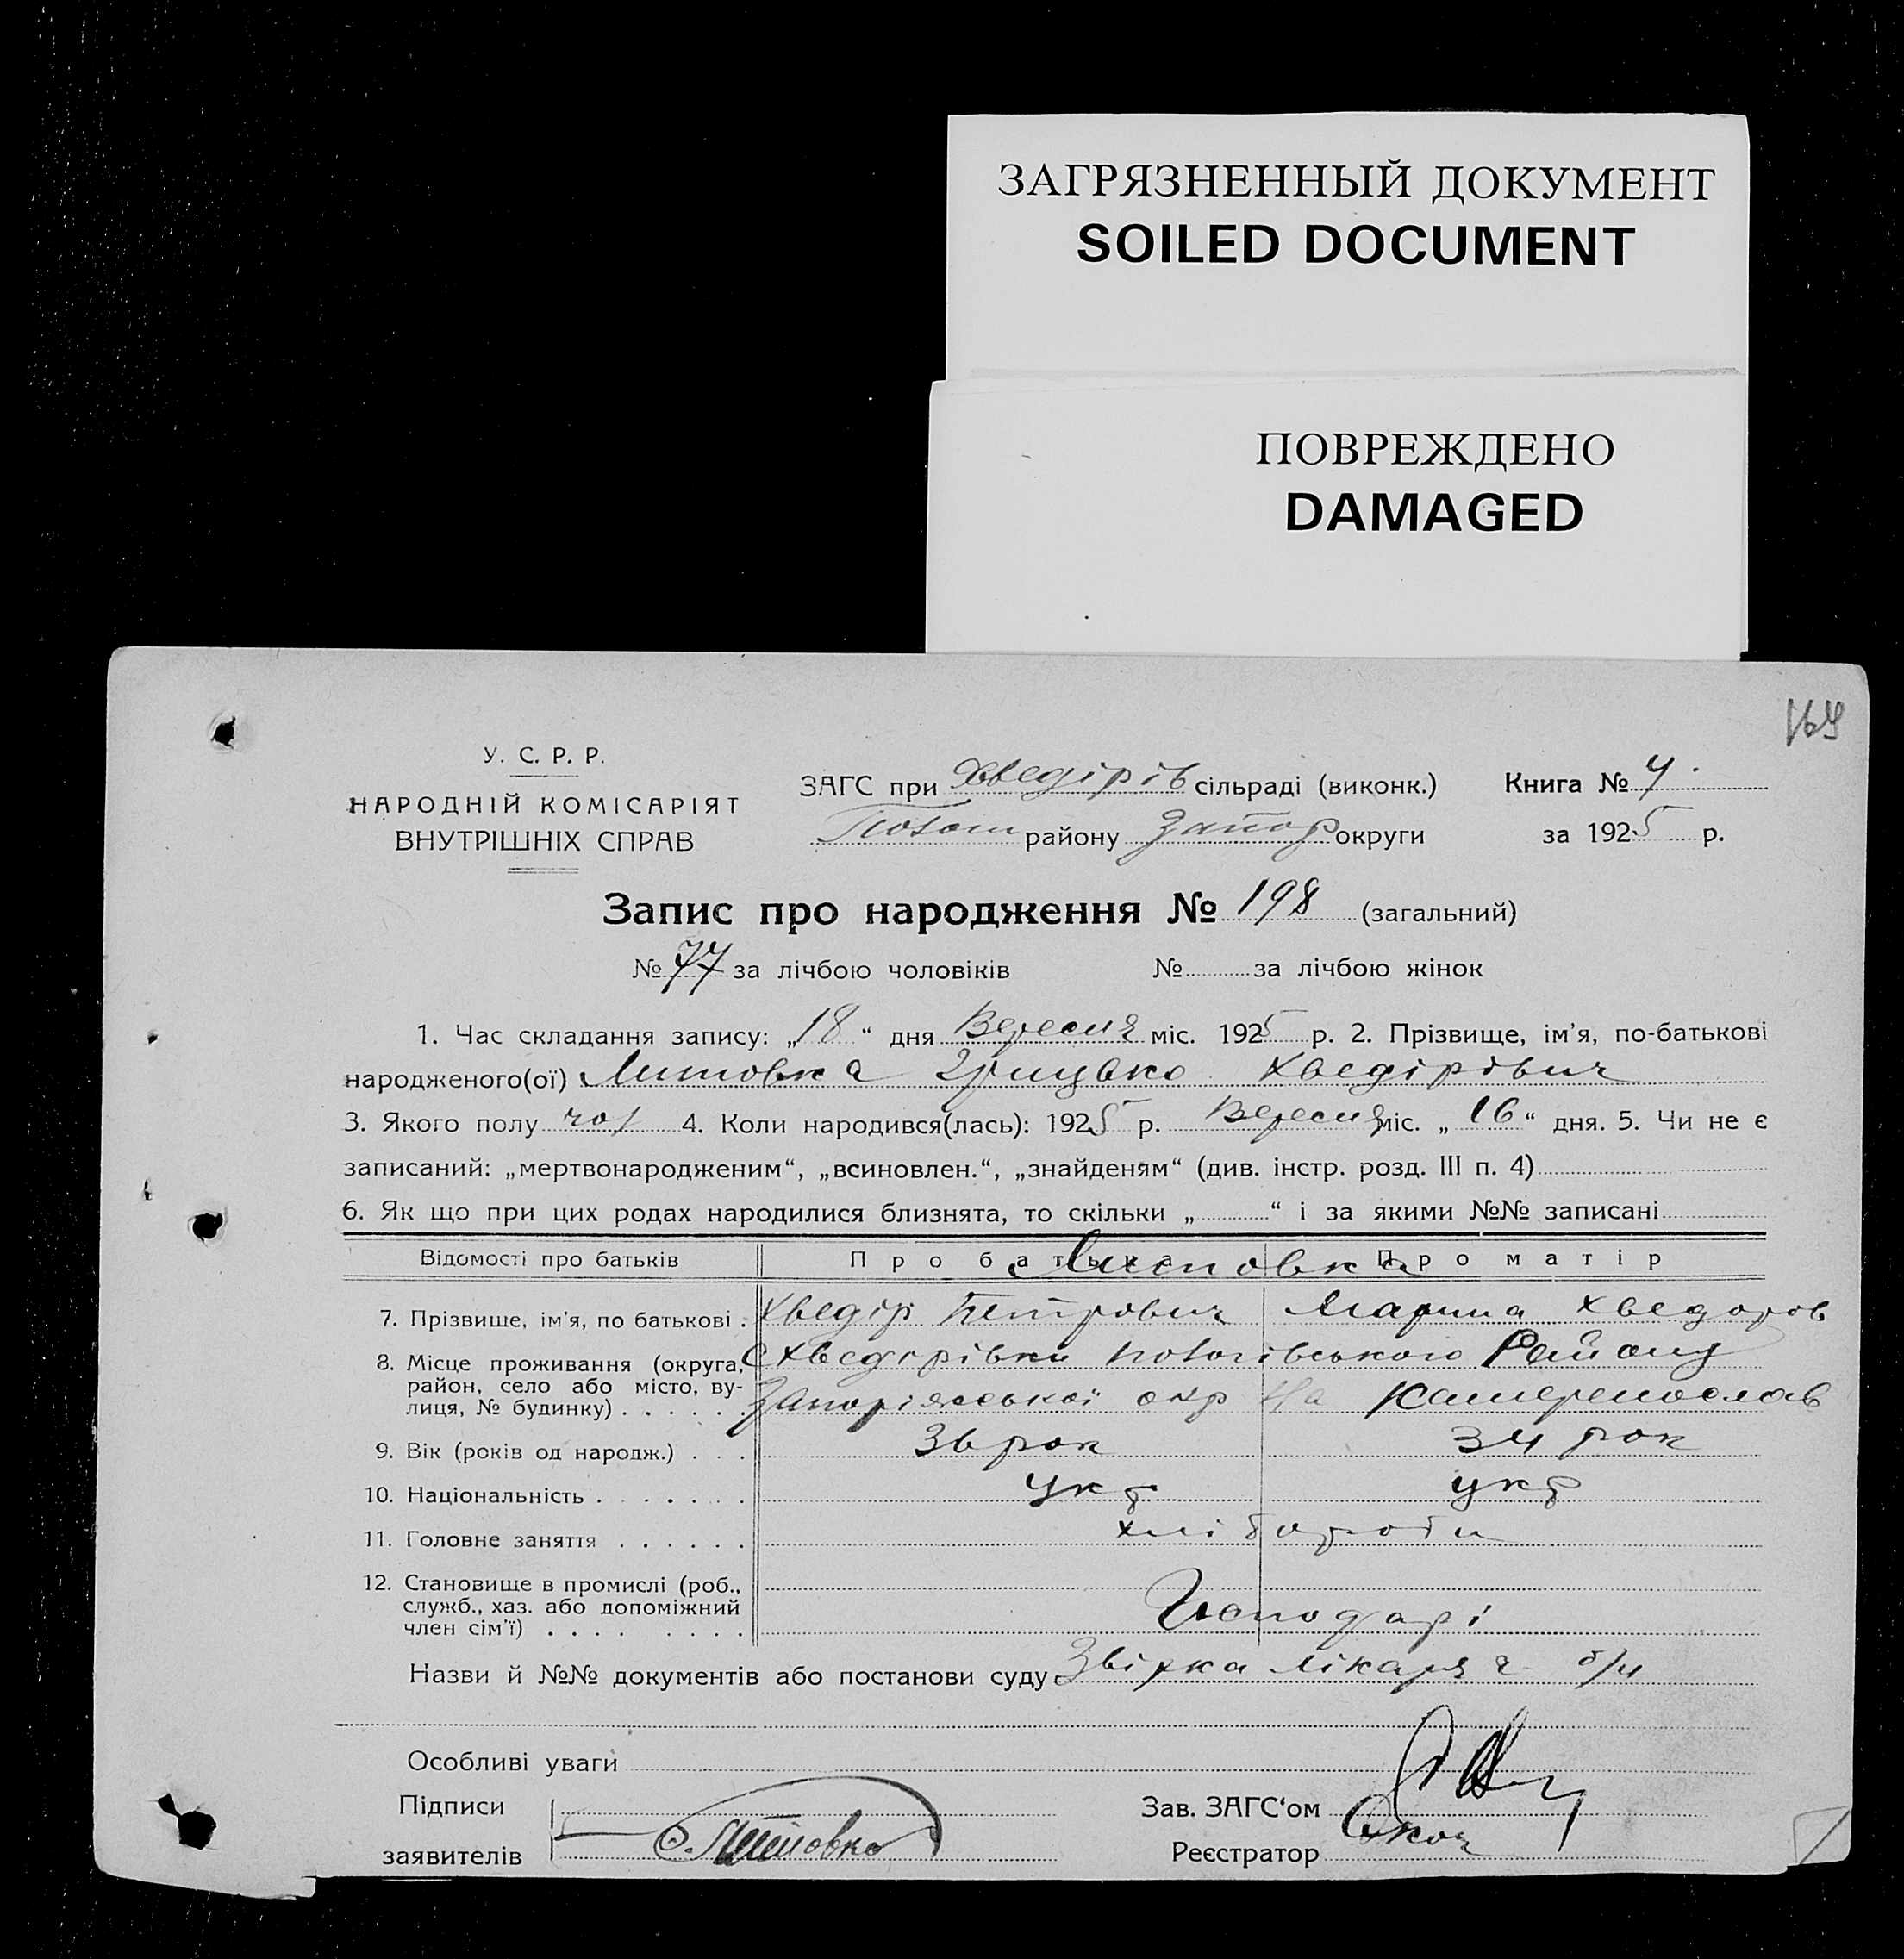 ЗАГРЯЗНЕННЫЙ ДОКУМЕНТ
SOILED DOCUMENT
ПОВРЕЖДЕНО
DAMAGED
У. С. Р. Р.
НАРОДНІЙ КОМІСАРІЯТ
ВНУТРІШНІХ СПРАВ
ЗАГС при Хведірів сільраді (виконк.) Книга №
району Запор округи за 1925 р.
Запис про народження № 198 (загальний)
№ 77 за лічбою чоловіків № за лічбою жінок
1. Час складання запису: „18“ дня Вересня міс. 1925 р. 2. Прізвище, ім'я, по-батькові
народженого(ої) Литовка Грицько Хведірівич
3. Якого полу чол 4. Коли народився(лась): 1925 р. Вересня міс. „16“ дня. 5. Чи не є
записаний: „мертвонародженим“, „всиновлен.“, „знайденям“ (див. інстр. розд. III п. 4)
6. Як що при цих родах народилися близнята, то скільки „ “ і за якими №№ записані
Відомості про батьків Про батька Про матір
Литовка
7. Прізвише, ім'я, по батькові . Хведір Петрович Марина Хведоров
8. Місце проживання (округа, с Хведірівки Району
район, село або місто, ву-
лиця, № будинку) . . . . . . Запоріжської окр
9. Вік (років од народж.) . . . 36 рок 34 рок
10. Національність . . . . . . . укр укр
11. Головне заняття . . . . . . хлібороби
12. Становище в промислі (роб.,
служб., хаз. або допоміжний Господарі
член сім'ї) . . . . . . . .
Назви й №№ документів або постанови суду Звірка лікаря
Особливі уваги
Підписи Зав. ЗАГС‘ом
заявителів Литовка Реєстратор